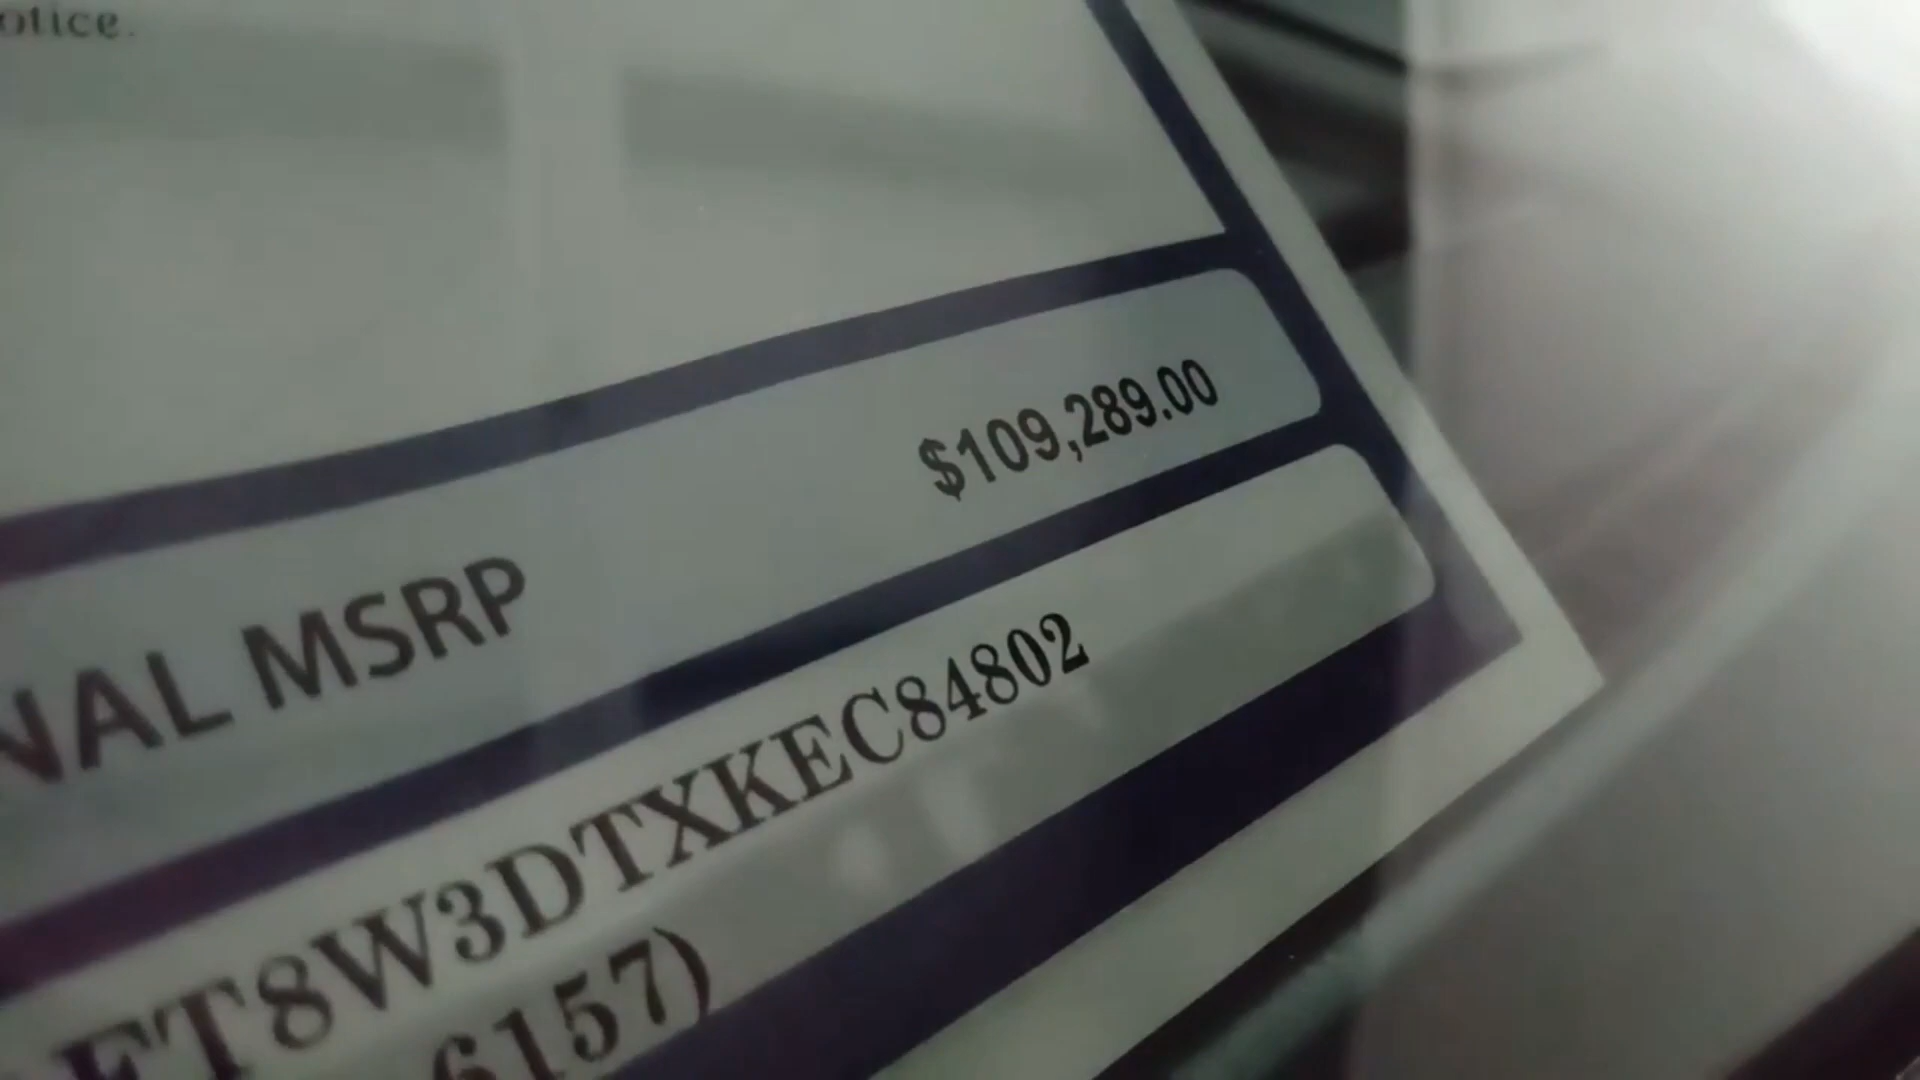 otice.
$109,289.00
NAL MSRP
FT8W3DTXKEC84802
6157)